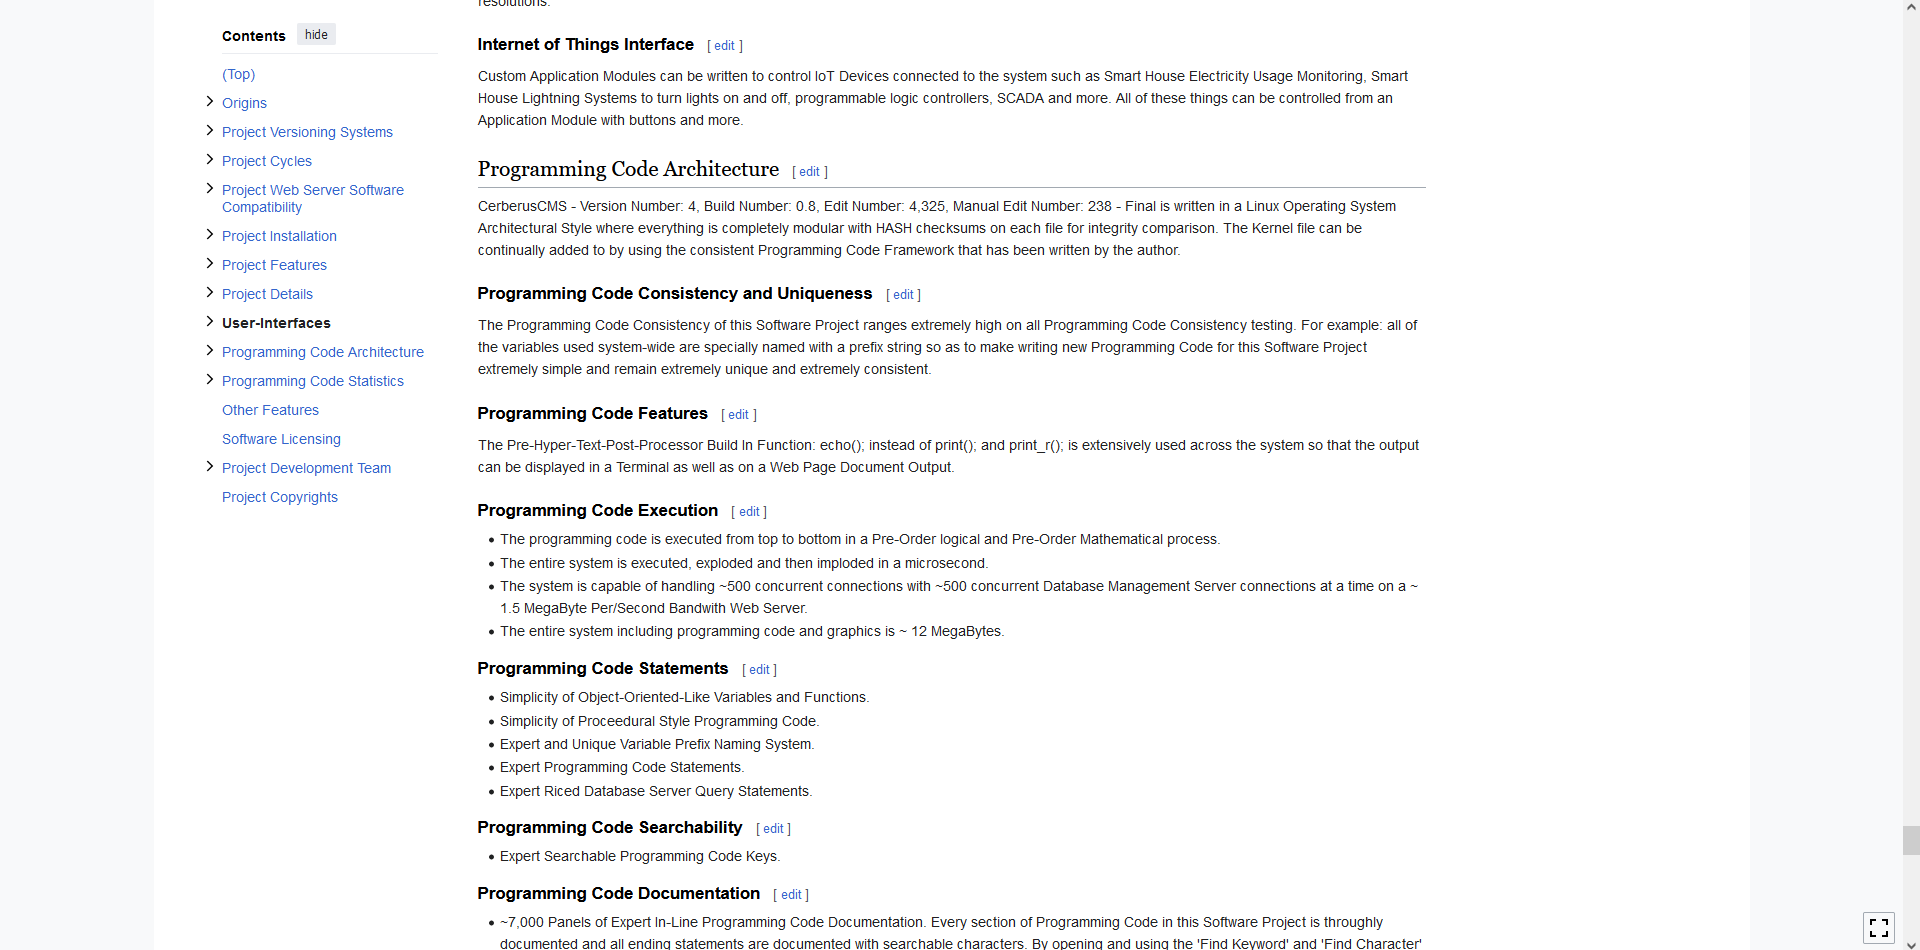 resolutions.
Contents hide
(Top)
Origins
Project Versioning Systems
Project Cycles
Project Web Server Software
Compatibility
Project Installation
Project Features
Project Details
User-Interfaces
Programming Code Architecture
Programming Code Statistics
Other Features
Software Licensing
Project Development Team
Project Copyrights
Internet of Things Interface [ edit ]
Custom Application Modules can be written to control IoT Devices connected to the system such as Smart House Electricity Usage Monitoring, Smart
House Lightning Systems to turn lights on and off, programmable logic controllers, SCADA and more. All of these things can be controlled from an
Application Module with buttons and more.
Programming Code Architecture [ edit ]
CerberusCMS - Version Number: 4, Build Number: 0.8, Edit Number: 4,325, Manual Edit Number: 238 - Final is written in a Linux Operating System
Architectural Style where everything is completely modular with HASH checksums on each file for integrity comparison. The Kernel file can be
continually added to by using the consistent Programming Code Framework that has been written by the author.
Programming Code Consistency and Uniqueness [ edit ]
The Programming Code Consistency of this Software Project ranges extremely high on all Programming Code Consistency testing. For example: all of
the variables used system-wide are specially named with a prefix string so as to make writing new Programming Code for this Software Project
extremely simple and remain extremely unique and extremely consistent.
Programming Code Features [ edit ]
The Pre-Hyper-Text-Post-Processor Build In Function: echo(); instead of print(); and print_r(); is extensively used across the system so that the output
can be displayed in a Terminal as well as on a Web Page Document Output.
Programming Code Execution [ edit ]
• The programming code is executed from top to bottom in a Pre-Order logical and Pre-Order Mathematical process.
• The entire system is executed, exploded and then imploded in a microsecond.
• The system is capable of handling ~500 concurrent connections with ~500 concurrent Database Management Server connections at a time on a ~
1.5 MegaByte Per/Second Bandwith Web Server.
• The entire system including programming code and graphics is ~ 12 MegaBytes.
Programming Code Statements [ edit ]
• Simplicity of Object-Oriented-Like Variables and Functions.
• Simplicity of Proceedural Style Programming Code.
• Expert and Unique Variable Prefix Naming System.
• Expert Programming Code Statements.
• Expert Riced Database Server Query Statements.
Programming Code Searchability [ edit ]
• Expert Searchable Programming Code Keys.
Programming Code Documentation [ edit ]
• ~7,000 Panels of Expert In-Line Programming Code Documentation. Every section of Programming Code in this Software Project is throughly
documented and all ending statements are documented with searchable characters. By opening and using the 'Find Keyword' and 'Find Character'